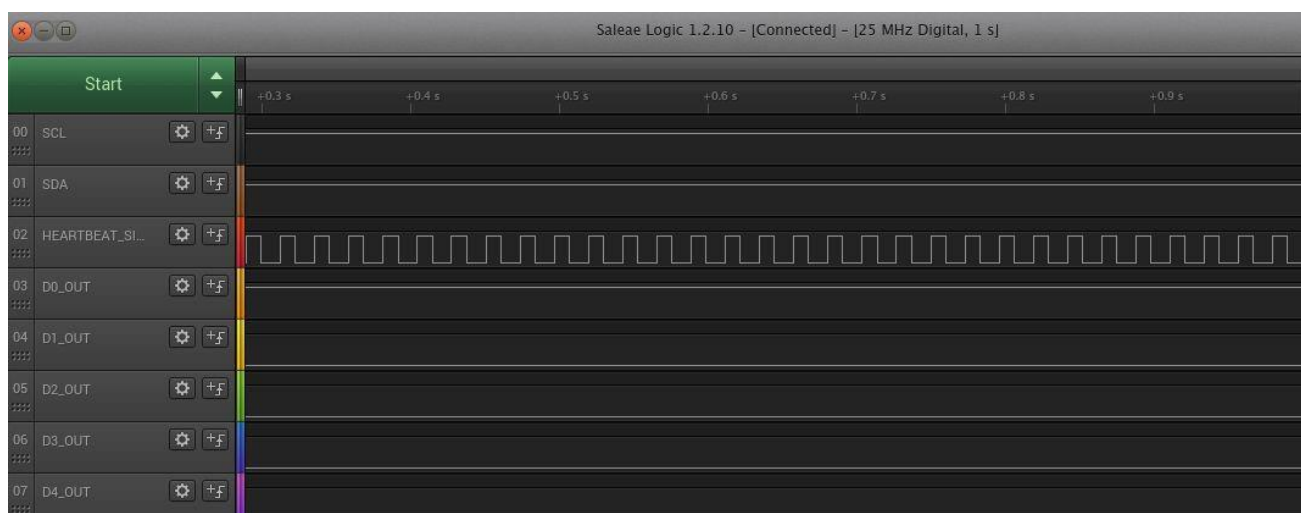 Saleae Logic 1.2.10 - [Connected] - [25 MHz Digital, 1 s]
Start
+0.3 s +0.4 s +0.5 s +0.6 s +0.7 s +0.8 s +0.9 s
00 SCL
01 SDA
02 HEARTBEAT_SI...
03 D0_OUT
04 D1_OUT
05 D2_OUT
06 D3_OUT
07 D4_OUT